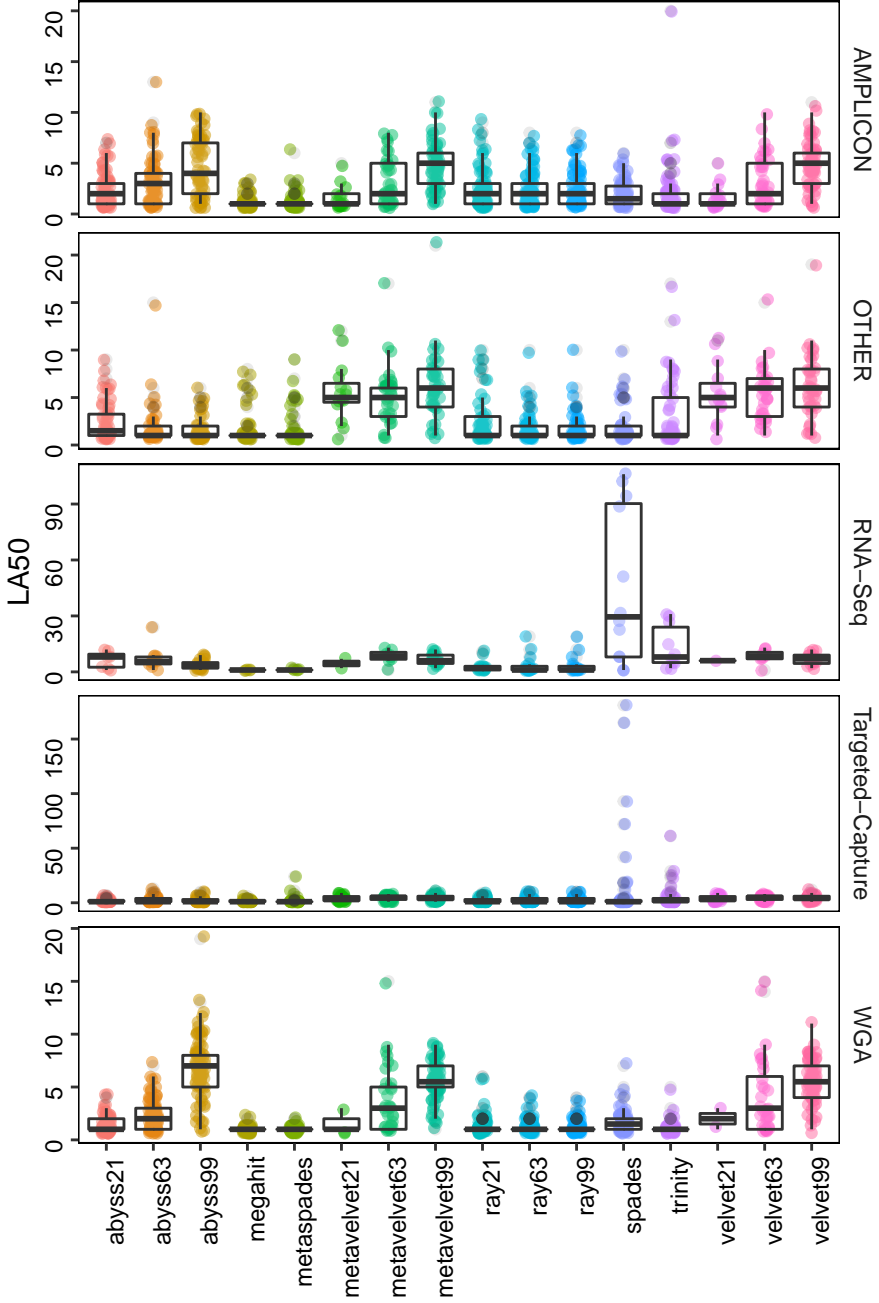 LA50
AMPLICON
0
5
10
15
20
OTHER
0
5
10
15
20
RNA−Seq
0
30
60
90
Targeted−Capture
0
50
100
150
WGA
0
5
10
15
20
abyss21
abyss63
abyss99
megahit
metaspades
metavelvet21
metavelvet63
metavelvet99
ray21
ray63
ray99
spades
trinity
velvet21
velvet63
velvet99